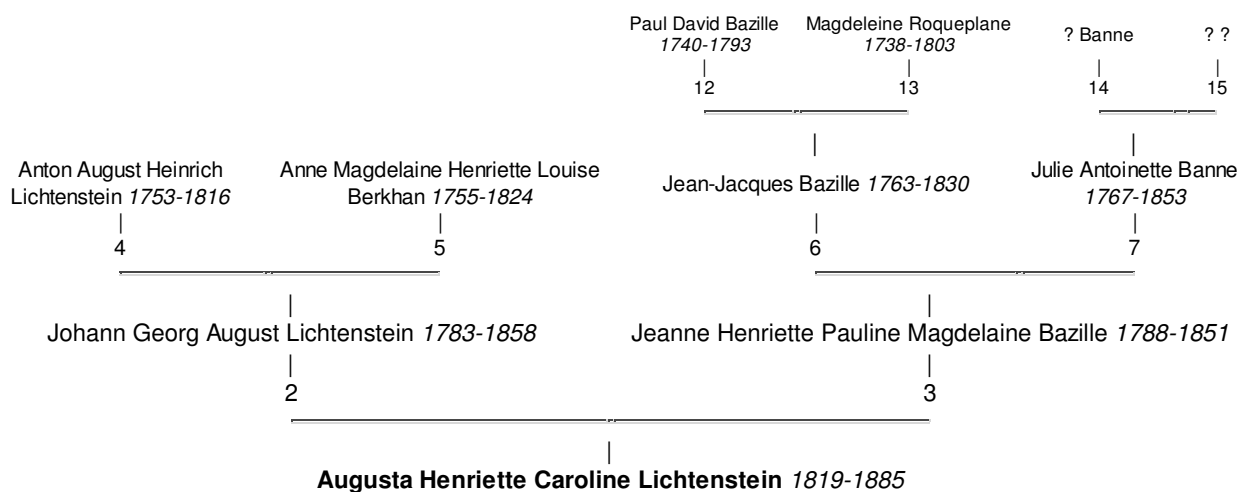 Paul David Bazille
1740-1793
Magdeleine Roqueplane
1738-1803
? Banne
? ?
12
13
14
15
Anton August Heinrich
Lichtenstein 1753-1816
Anne Magdelaine Henriette Louise
Berkhan 1755-1824
Jean-Jacques Bazille 1763-1830
Julie Antoinette Banne
1767-1853
4
5
6
7
Johann Georg August Lichtenstein 1783-1858
Jeanne Henriette Pauline Magdelaine Bazille 1788-1851
2
3
Augusta Henriette Caroline Lichtenstein 1819-1885